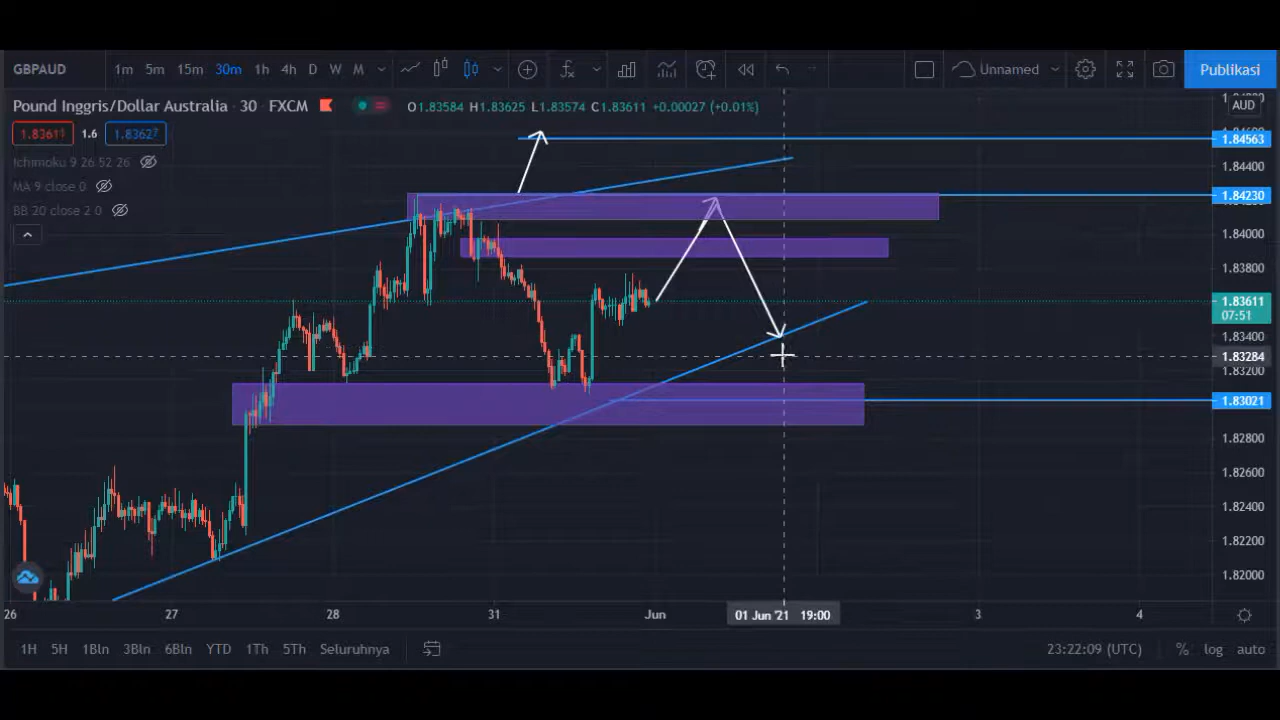 GBPAUD 1m 5m 15m 30m 1h 4h D W M Unnamed Publikasi
Pound Inggris/Dollar Australia · 30 · FXCM O1.83584 H1.83625 L1.83574 C1.83611 +0.00027 (+0.01%)
AUD
1.6
Ichimoku 9 26 52 26
MA 9 close 0
BB 20 close 2 0
1.84563
1.84400
1.84230
1.84000
1.83800
1.83611
07:51
1.83400
1.83284
1.83200
1.83021
1.82800
1.82600
1.82400
1.82200
1.82000
26 27 28 31 Jun 01 Jun '21 19:00 3 4
1H 5H 1Bln 3Bln 6Bln YTD 1Th 5Th Seluruhnya 23:22:09 (UTC) % log auto